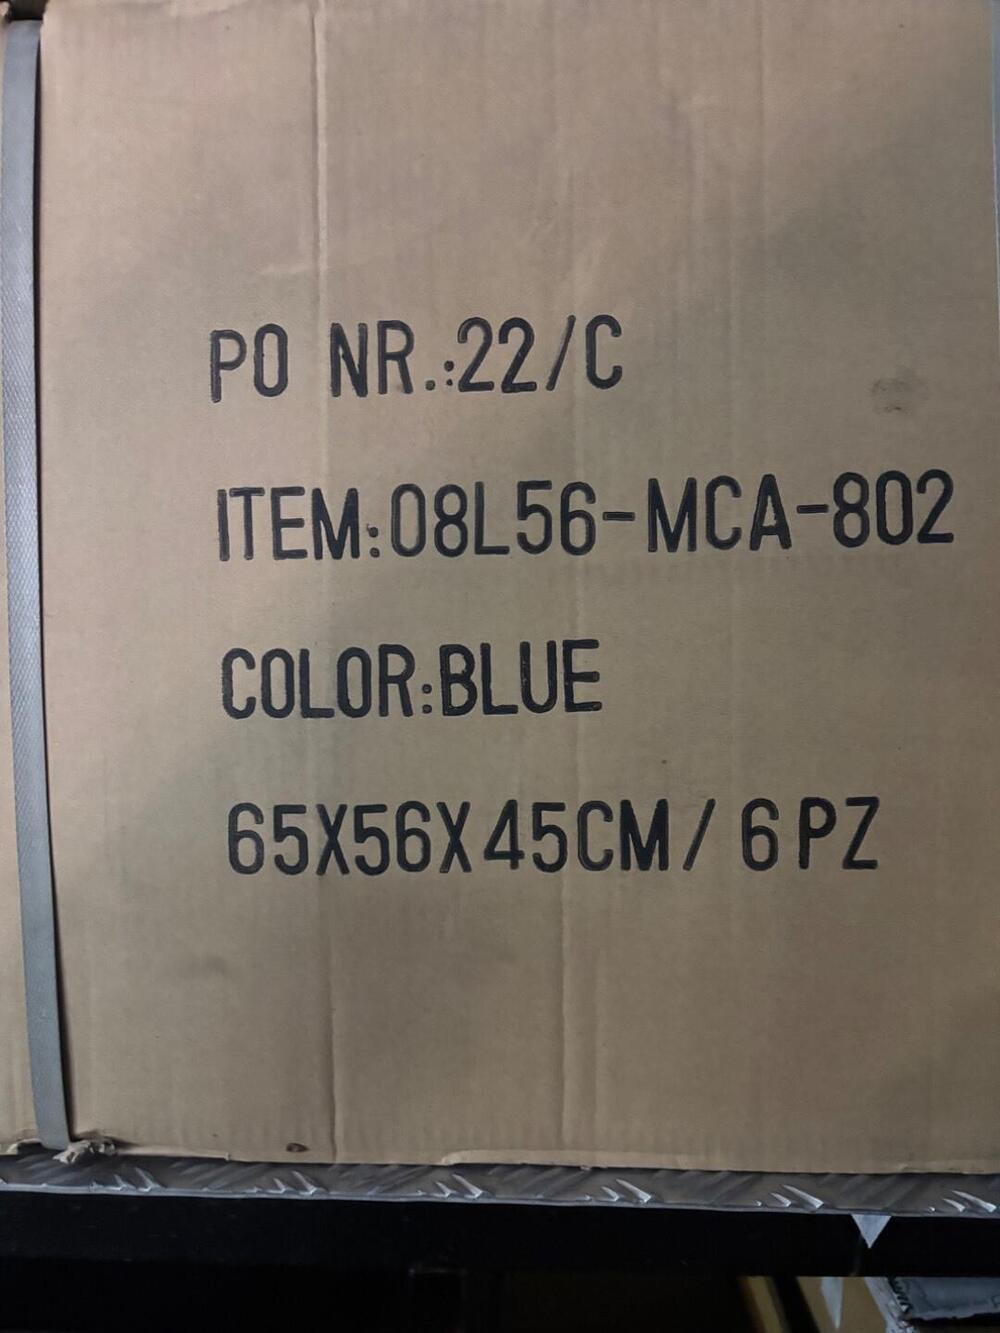 PO NR.:22/C
ITEM:08L56-MCA-802
COLOR:BLUE
65X56X45CM/ 6PZ